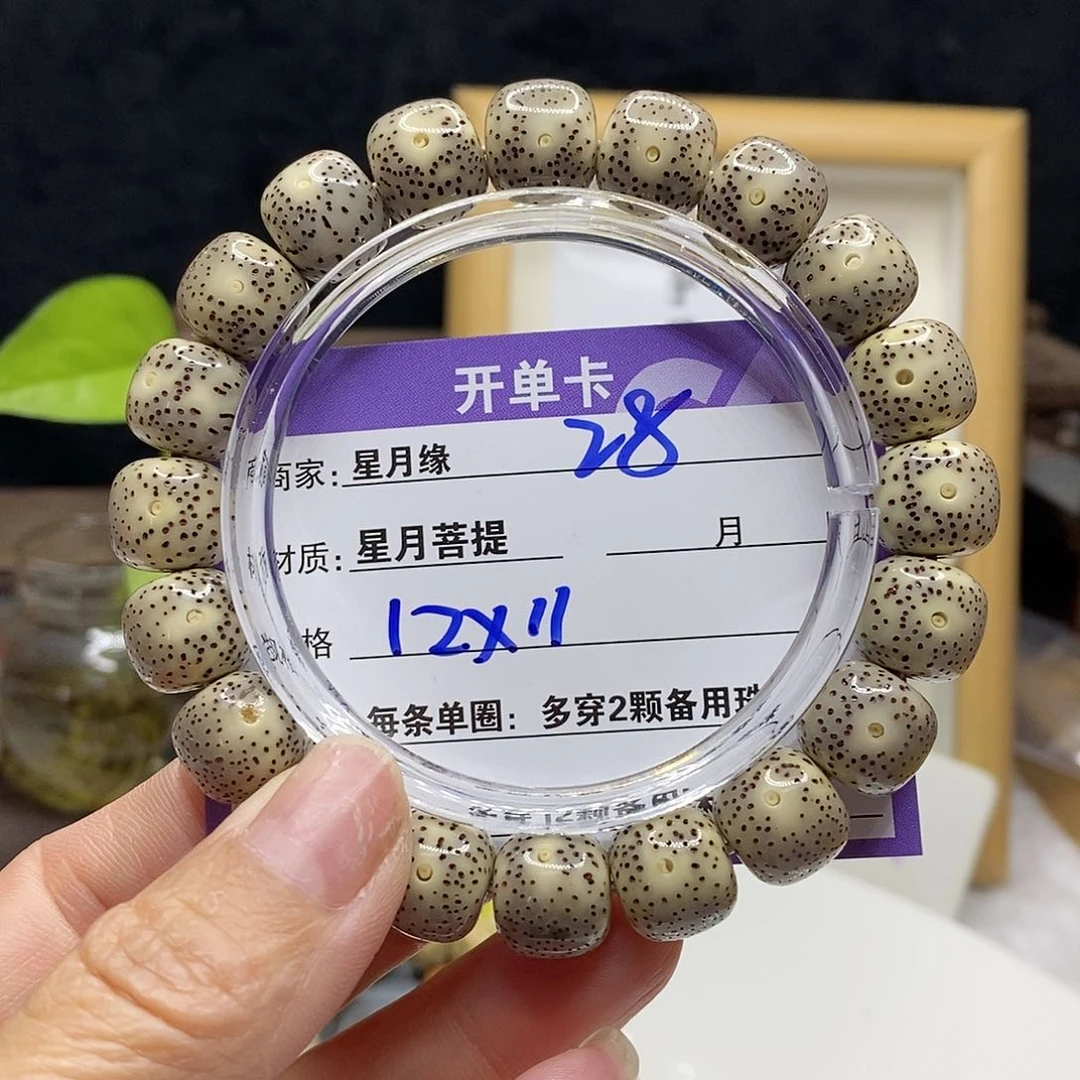 开单卡
28
商家：星月缘
材质：星月菩提 月
格 12X11
每条单圈：多穿2颗备用